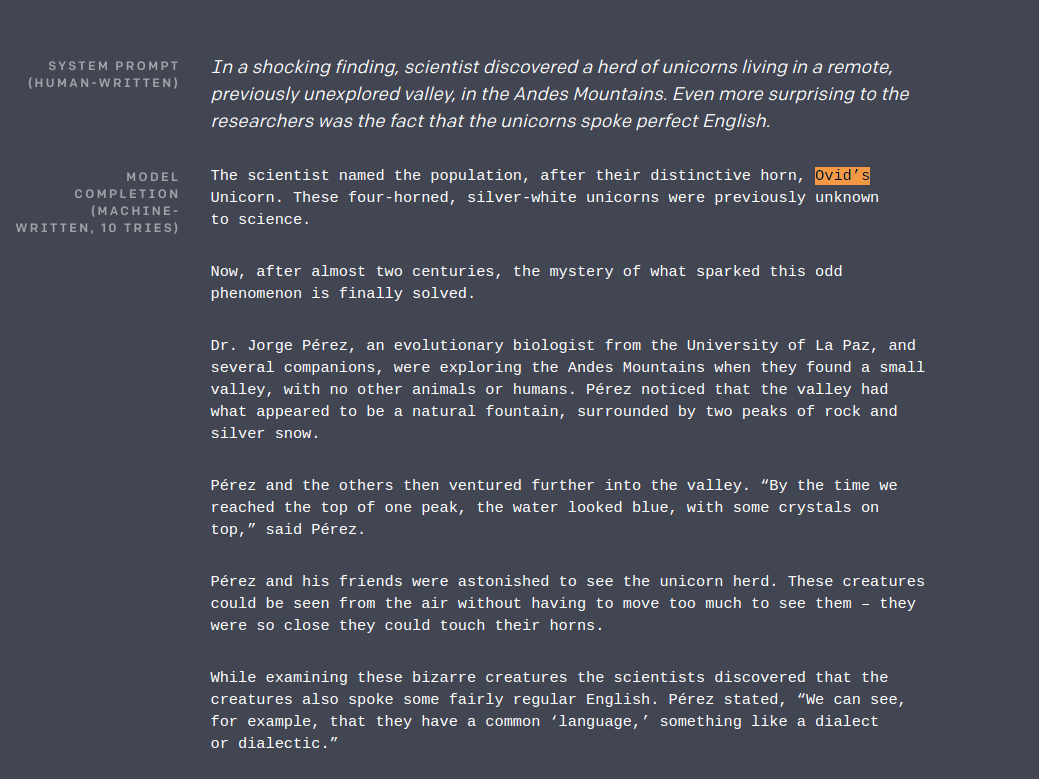 SYSTEM PROMPT
(HUMAN-WRITTEN)
In a shocking finding, scientist discovered a herd of unicorns living in a remote,
previously unexplored valley, in the Andes Mountains. Even more surprising to the
researchers was the fact that the unicorns spoke perfect English.
MODEL
COMPLETION
(MACHINE-
WRITTEN, 10 TRIES)
The scientist named the population, after their distinctive horn, Ovid’s
Unicorn. These four-horned, silver-white unicorns were previously unknown
to science.
Now, after almost two centuries, the mystery of what sparked this odd
phenomenon is finally solved.
Dr. Jorge Pérez, an evolutionary biologist from the University of La Paz, and
several companions, were exploring the Andes Mountains when they found a small
valley, with no other animals or humans. Pérez noticed that the valley had
what appeared to be a natural fountain, surrounded by two peaks of rock and
silver snow.
Pérez and the others then ventured further into the valley. “By the time we
reached the top of one peak, the water looked blue, with some crystals on
top,” said Pérez.
Pérez and his friends were astonished to see the unicorn herd. These creatures
could be seen from the air without having to move too much to see them – they
were so close they could touch their horns.
While examining these bizarre creatures the scientists discovered that the
creatures also spoke some fairly regular English. Pérez stated, “We can see,
for example, that they have a common ‘language,’ something like a dialect
or dialectic.”